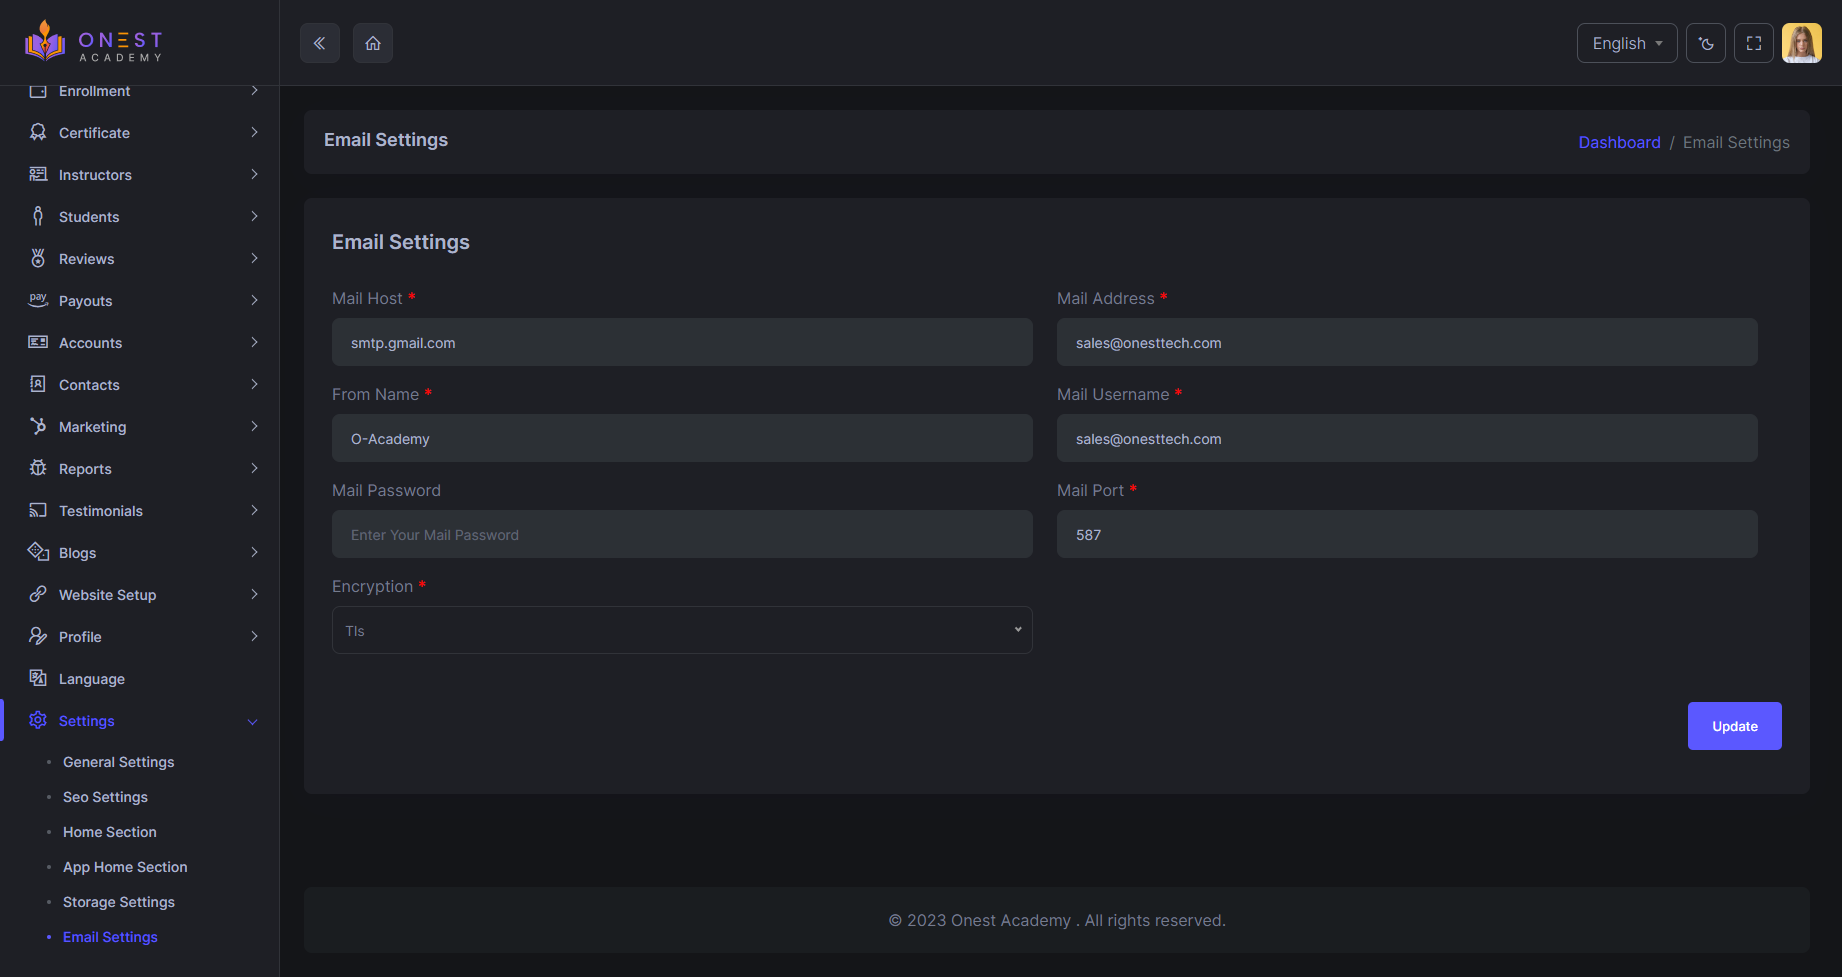 ONEST
ACADEMY
English
Enrollment
Certificate
Instructors
Students
Reviews
pay
Payouts
Accounts
Contacts
Marketing
Reports
Testimonials
Blogs
Website Setup
Profile
Language
Settings
General Settings
Seo Settings
Home Section
App Home Section
Storage Settings
Email Settings
Email Settings
Dashboard / Email Settings
Email Settings
Mail Host *
smtp.gmail.com
Mail Address *
sales@onesttech.com
From Name *
O-Academy
Mail Username *
sales@onesttech.com
Mail Password
Enter Your Mail Password
Mail Port *
587
Encryption *
Tls
Update
© 2023 Onest Academy . All rights reserved.